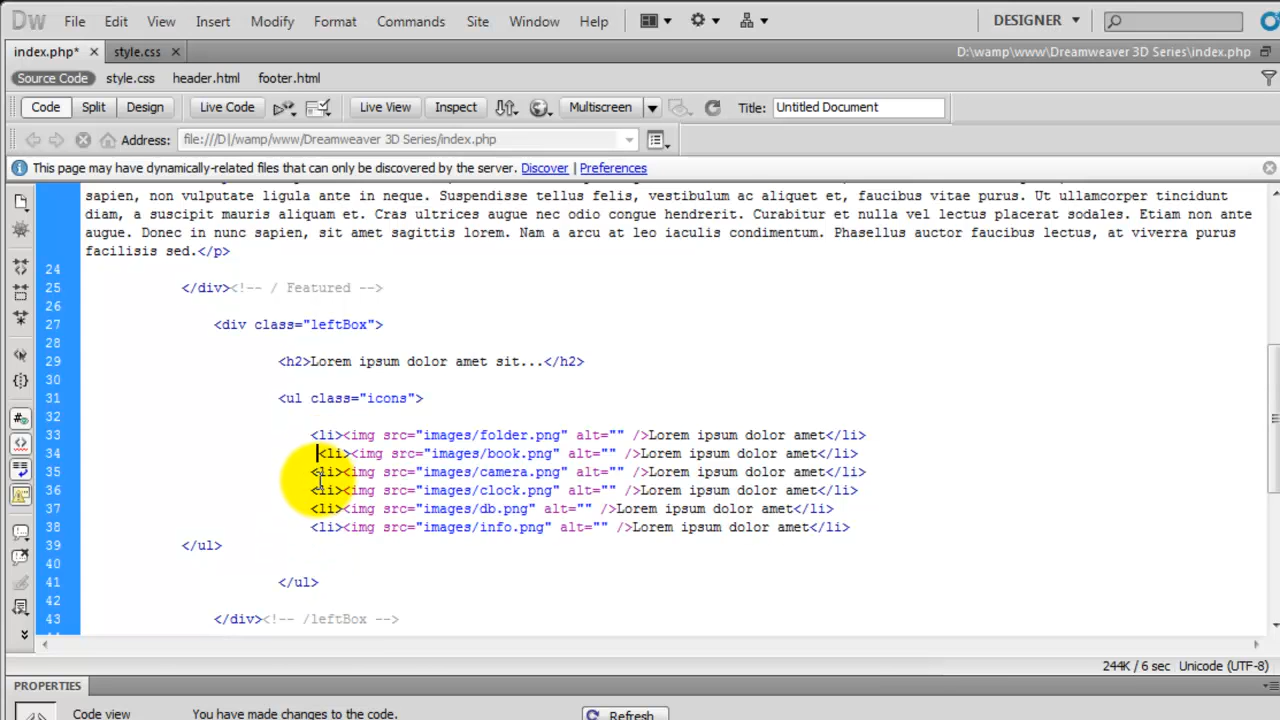 Dw File Edit View Insert Modify Format Commands Site Window Help DESIGNER
index.php* style.css D:\wamp\www\Dreamweaver 3D Series\index.php
Source Code style.css header.html footer.html
Code Split Design Live Code Live View Inspect Multiscreen Title: Untitled Document
Address: file:///D|/wamp/www/Dreamweaver 3D Series/index.php
This page may have dynamically-related files that can only be discovered by the server. Discover | Preferences
sapien, non vulputate ligula ante in neque. Suspendisse tellus felis, vestibulum ac aliquet et, faucibus vitae purus. Ut ullamcorper tincidunt
diam, a suscipit mauris aliquam et. Cras ultrices augue nec odio congue hendrerit. Curabitur et nulla vel lectus placerat sodales. Etiam non ante
augue. Donec in nunc sapien, sit amet sagittis lorem. Nam a arcu at leo iaculis condimentum. Phasellus auctor faucibus lectus, at viverra purus
facilisis sed.</p>
24
25 </div><!-- / Featured -->
26
27 <div class="leftBox">
28
29 <h2>Lorem ipsum dolor amet sit...</h2>
30
31 <ul class="icons">
32
33 <li><img src="images/folder.png" alt="" />Lorem ipsum dolor amet</li>
34 <li><img src="images/book.png" alt="" />Lorem ipsum dolor amet</li>
35 <li><img src="images/camera.png" alt="" />Lorem ipsum dolor amet</li>
36 <li><img src="images/clock.png" alt="" />Lorem ipsum dolor amet</li>
37 <li><img src="images/db.png" alt="" />Lorem ipsum dolor amet</li>
38 <li><img src="images/info.png" alt="" />Lorem ipsum dolor amet</li>
39 </ul>
40
41 </ul>
42
43 </div><!-- /leftBox -->
244K / 6 sec Unicode (UTF-8)
PROPERTIES
Code view You have made changes to the code. Refresh